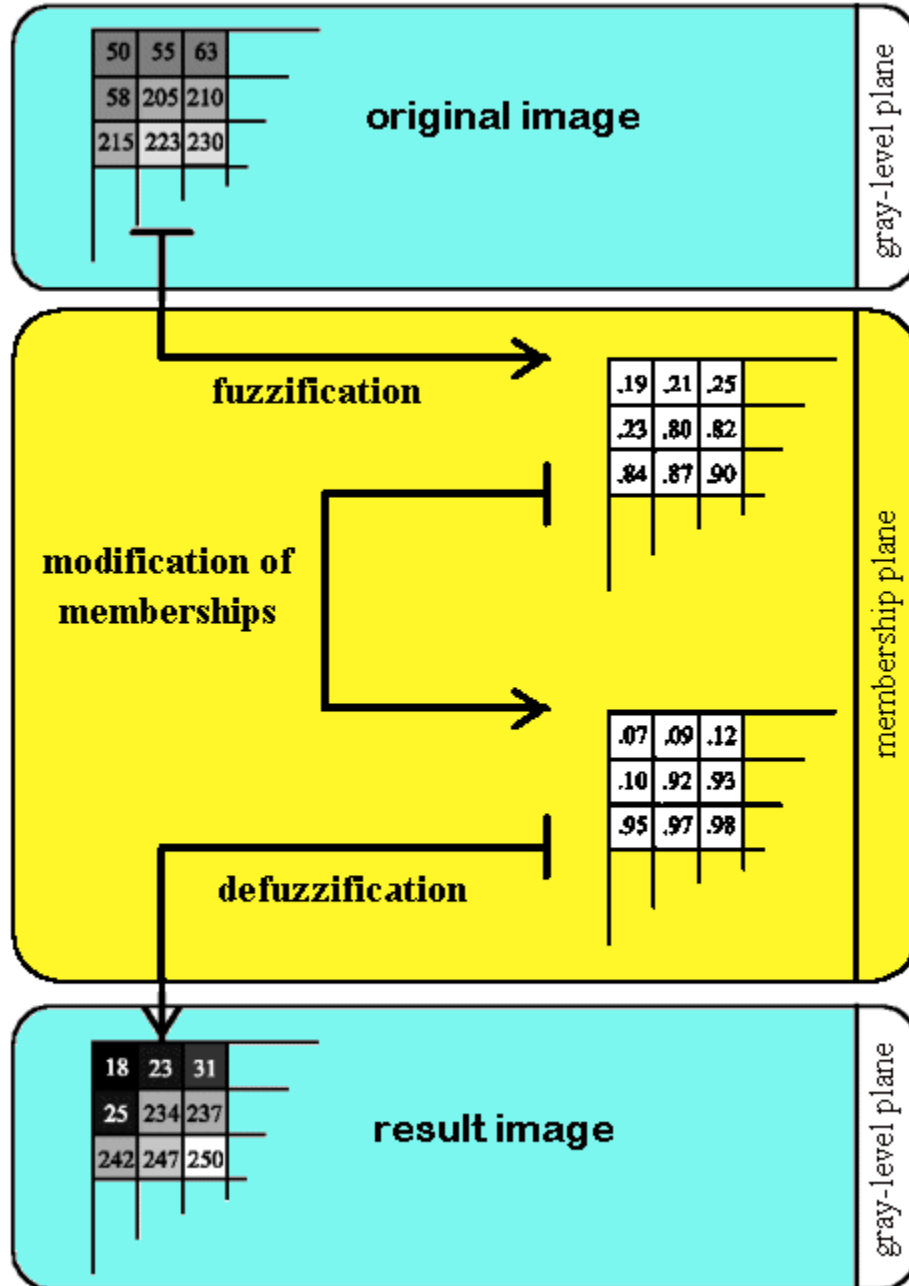 50 55 63
58 205 210
215 223 230
original image
gray-level plane
fuzzification
.19 .21 .25
.23 .80 .82
.84 .87 .90
modification of
memberships
membership plane
.07 .09 .12
.10 .92 .93
.95 .97 .98
defuzzification
18 23 31
25 234 237
242 247 250
result image
gray-level plane